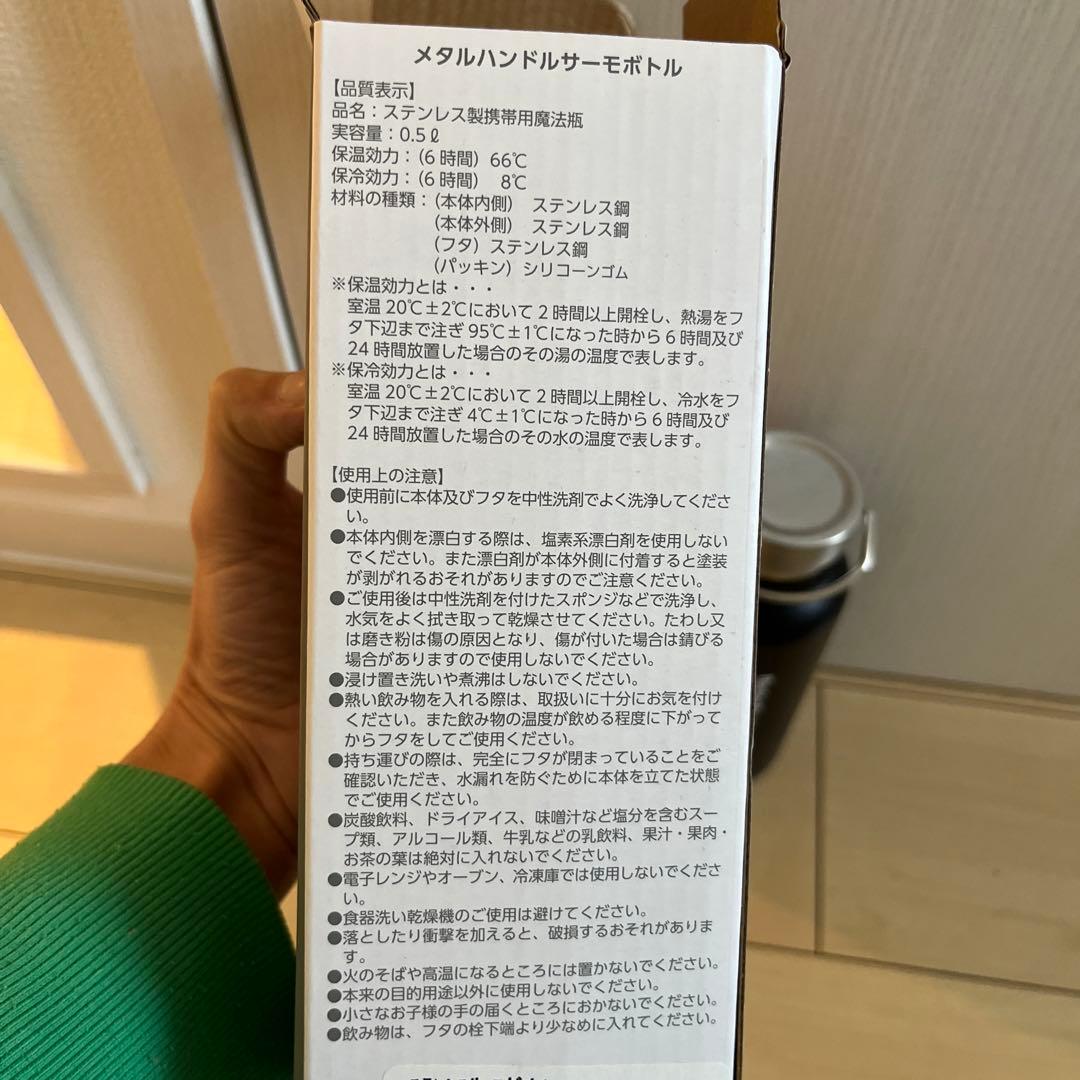 メタルハンドルサーモボトル
【品質表示】
品名：ステンレス製携帯用魔法瓶
実容量：0.5ℓ
保温効力：（6 時間） 66℃
保冷効力：（6 時間） 8℃
材料の種類：（本体内側） ステンレス鋼
（本体外側） ステンレス鋼
（フタ） ステンレス鋼
（パッキン） シリコーンゴム
※保温効力とは・・・
室温 20℃±2℃において 2 時間以上開栓し、熱湯をフ
タ下辺まで注ぎ 95℃±1℃になった時から 6 時間及び
24 時間放置した場合のその湯の温度で表します。
※保冷効力とは・・・
室温 20℃±2℃において 2 時間以上開栓し、冷水をフ
タ下辺まで注ぎ 4℃±1℃になった時から 6 時間及び
24 時間放置した場合のその水の温度で表します。
【使用上の注意】
●使用前に本体及びフタを中性洗剤でよく洗浄してくださ
い。
●本体内側を漂白する際は、塩素系漂白剤を使用しない
でください。また漂白剤が本体外側に付着すると塗装
が剥がれるおそれがありますのでご注意ください。
●ご使用後は中性洗剤を付けたスポンジなどで洗浄し、
水気をよく拭き取って乾燥させてください。たわし又
は磨き粉は傷の原因となり、傷が付いた場合は錆びる
場合がありますので使用しないでください。
●浸け置き洗いや煮沸はしないでください。
●熱い飲み物を入れる際は、取扱いに十分にお気を付け
ください。また飲み物の温度が飲める程度に下がって
からフタをしてご使用ください。
●持ち運びの際は、完全にフタが閉まっていることをご
確認いただき、水漏れを防ぐために本体を立てた状態
でご使用ください。
●炭酸飲料、ドライアイス、味噌汁など塩分を含むスー
プ類、アルコール類、牛乳などの乳飲料、果汁・果肉・
お茶の葉は絶対に入れないでください。
●電子レンジやオーブン、冷凍庫では使用しないでくださ
い。
●食器洗い乾燥機のご使用は避けてください。
●落としたり衝撃を加えると、破損するおそれがありま
す。
●火のそばや高温になるところには置かないでください。
●本来の目的用途以外に使用しないでください。
●小さなお子様の手の届くところにおかないでください。
●飲み物は、フタの栓下端より少なめに入れてください。